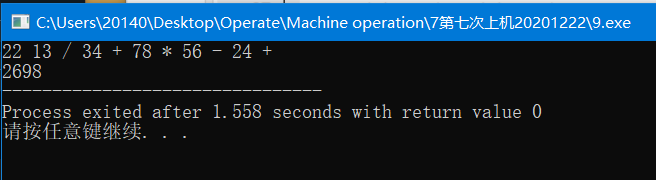 C:\Users\20140\Desktop\Operate\Machine operation\7第七次上机20201222\9.exe
22 13 / 34 + 78 * 56 - 24 +
2698
--------------------------------
Process exited after 1.558 seconds with return value 0
请按任意键继续. . .